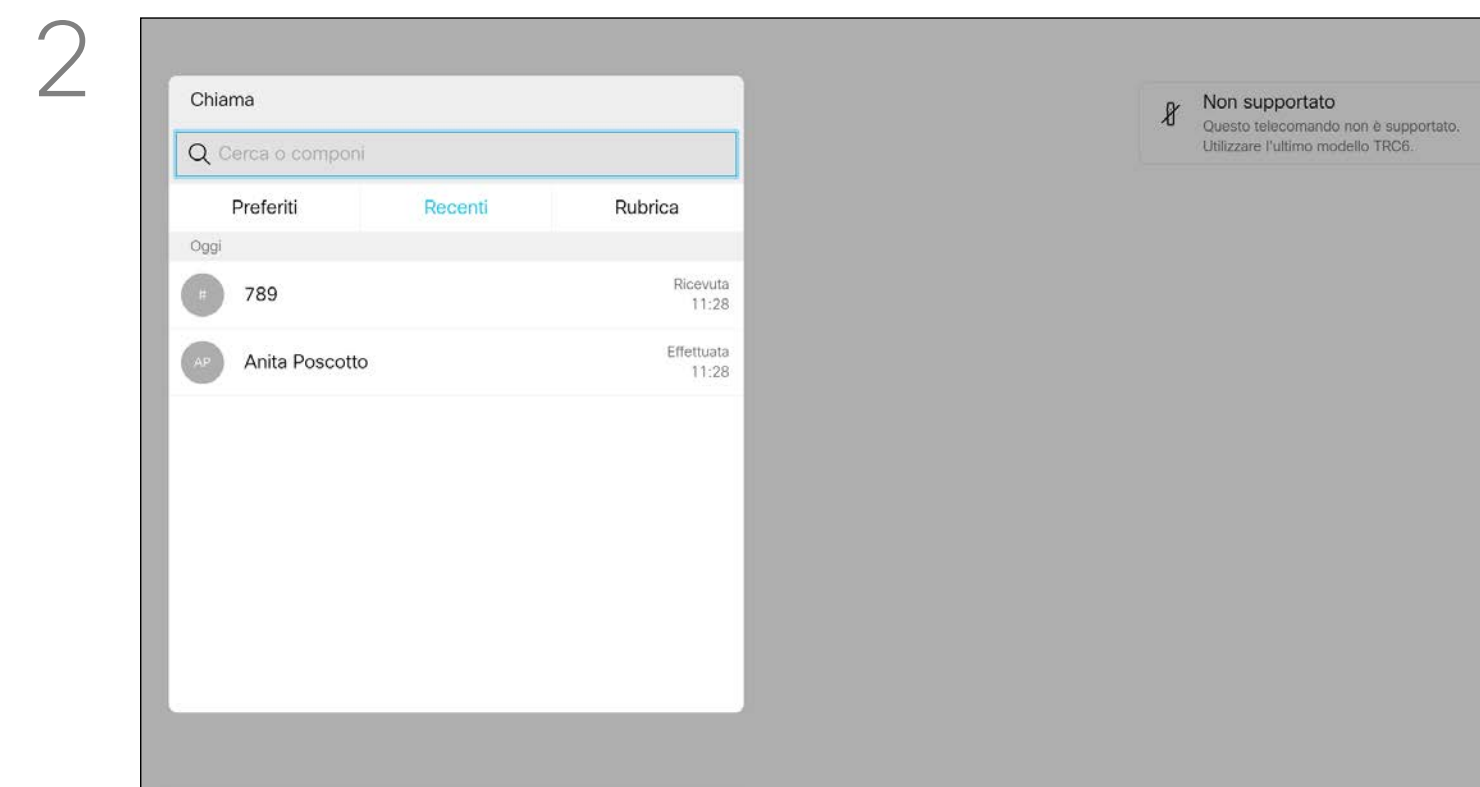 2
Chiama
Cerca o componi
Preferiti Recenti Rubrica
Oggi
# 789 Ricevuta
11:28
AP Anita Poscotto Effettuata
11:28
Non supportato
Questo telecomando non è supportato.
Utilizzare l'ultimo modello TRC6.